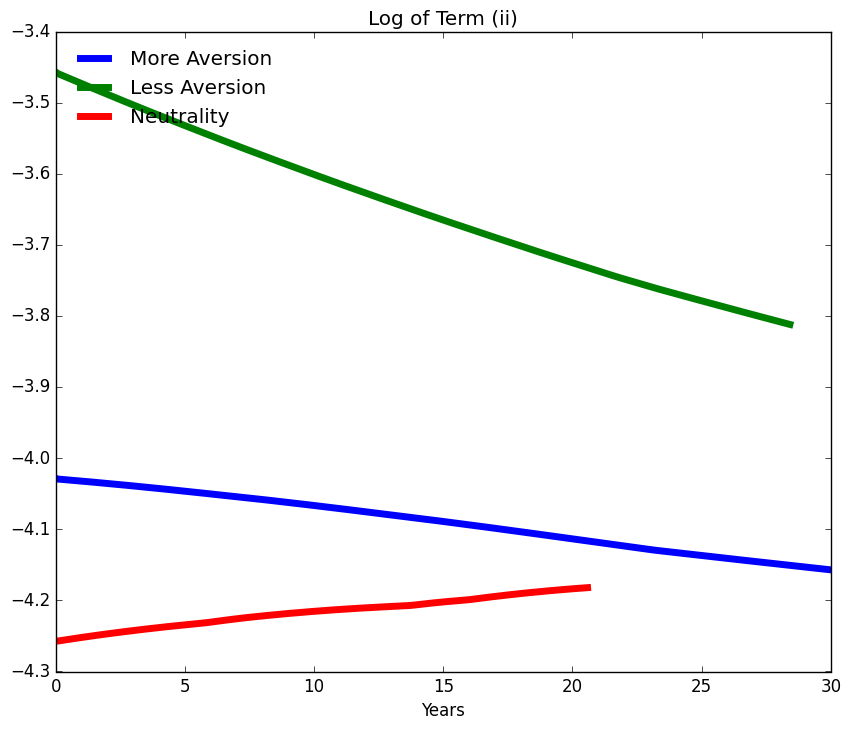 Log of Term (ii)
−3.4
−3.5
−3.6
−3.7
−3.8
−3.9
−4.0
−4.1
−4.2
−4.3
More Aversion
Less Aversion
Neutrality
0 5 10 15 20 25 30
Years